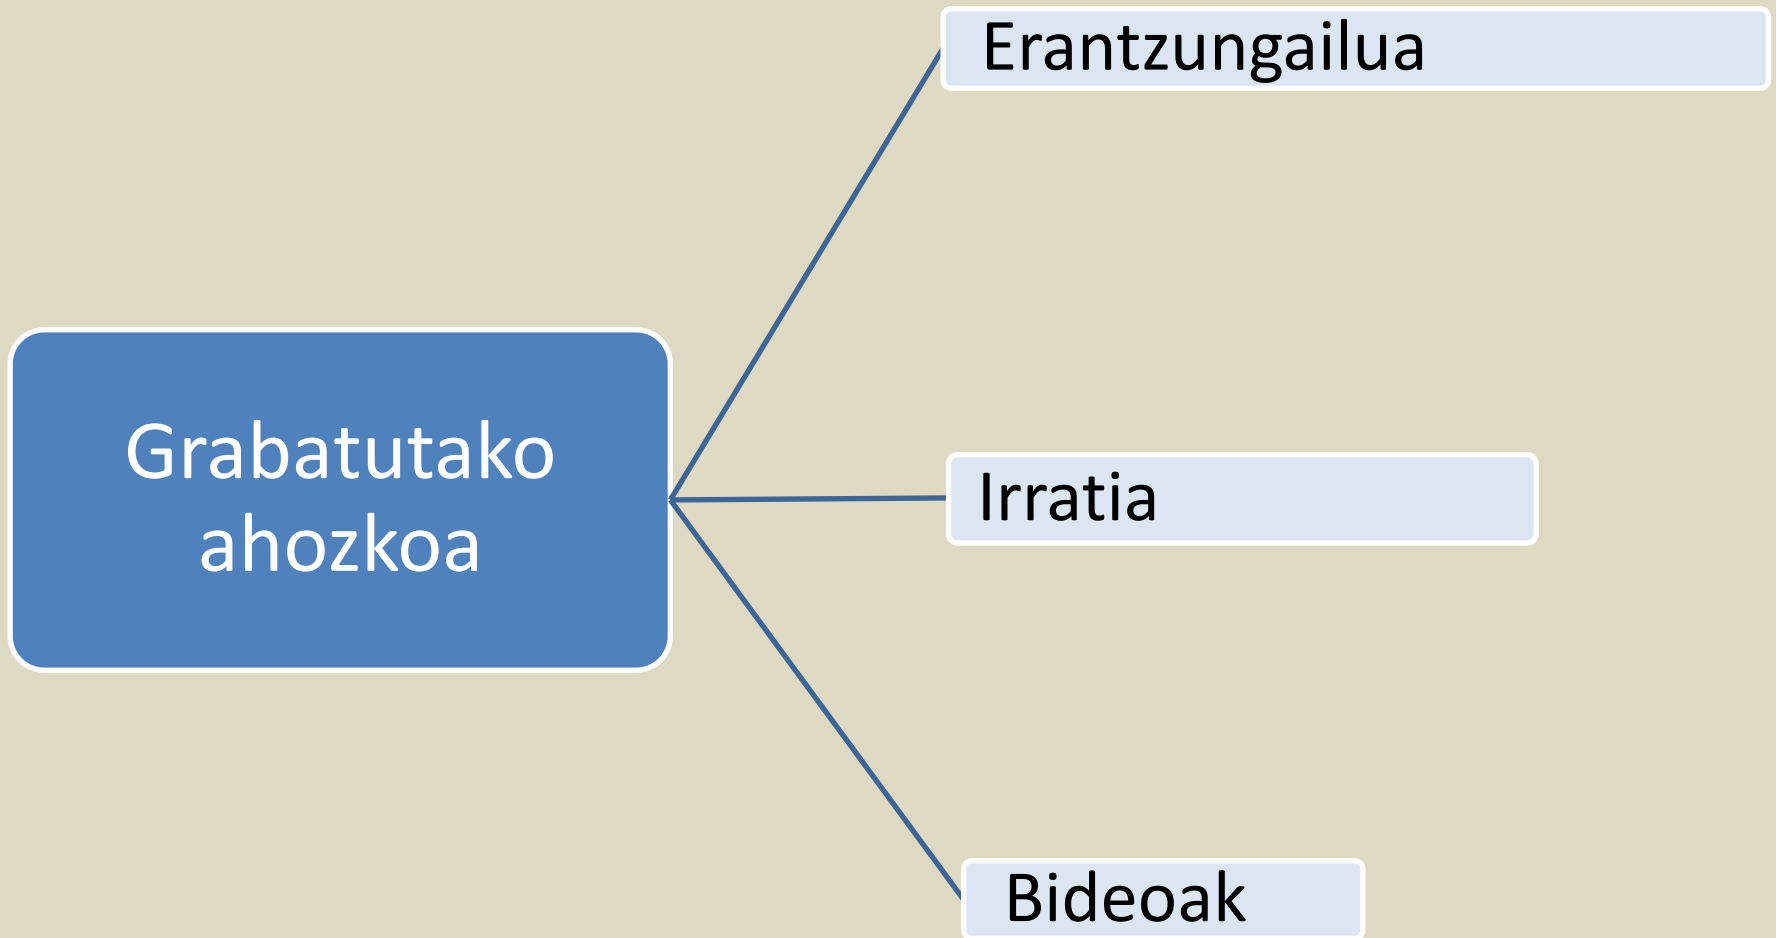 Erantzungailua
Grabatutako
ahozkoa
Irratia
Bideoak